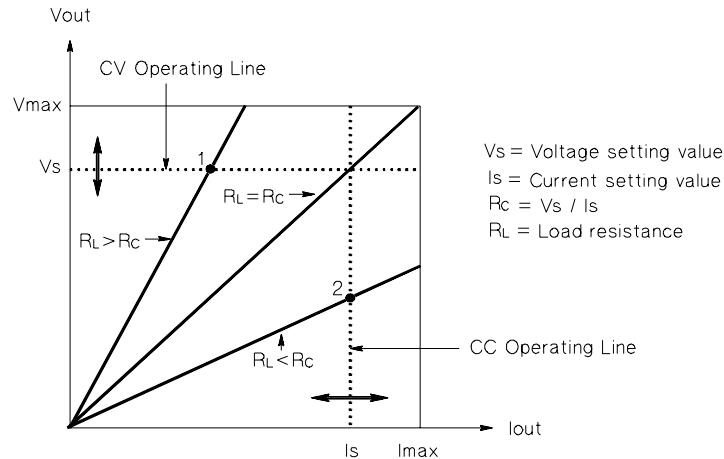 Vout
CV Operating Line
Vmax
Vs
1
RL=RC
RL>RC
2
RL<RC
CC Operating Line
Iout
Is
Imax
Vs = Voltage setting value
Is = Current setting value
RC = Vs / Is
RL = Load resistance